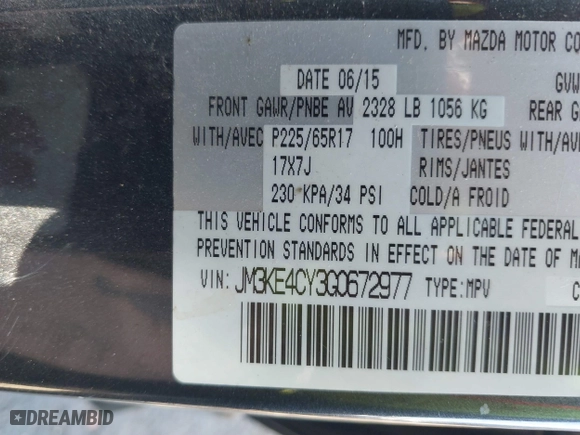 MFD. BY MAZDA MOTOR CO
DATE 06/15 GVW
FRONT GAWR/PNBE AV 2328 LB 1056 KG REAR G
WITH/AVEC P225/65R17 100H TIRES/PNEUS WITH/AV
17X7J RIMS/JANTES
230 KPA/34 PSI COLD/A FROID
THIS VEHICLE CONFORMS TO ALL APPLICABLE FEDERAL
PREVENTION STANDARDS IN EFFECT ON THE DATE OF MA
VIN: JM3KE4CY3G0672977 TYPE:MPV C
DREAMBID